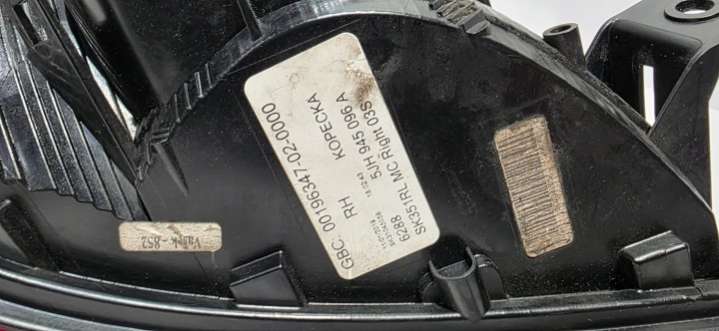 GBC. 00196347-02-0000
RH KOPECKA
5JH 945 096 A
6288
SK351RL MC Right 03S